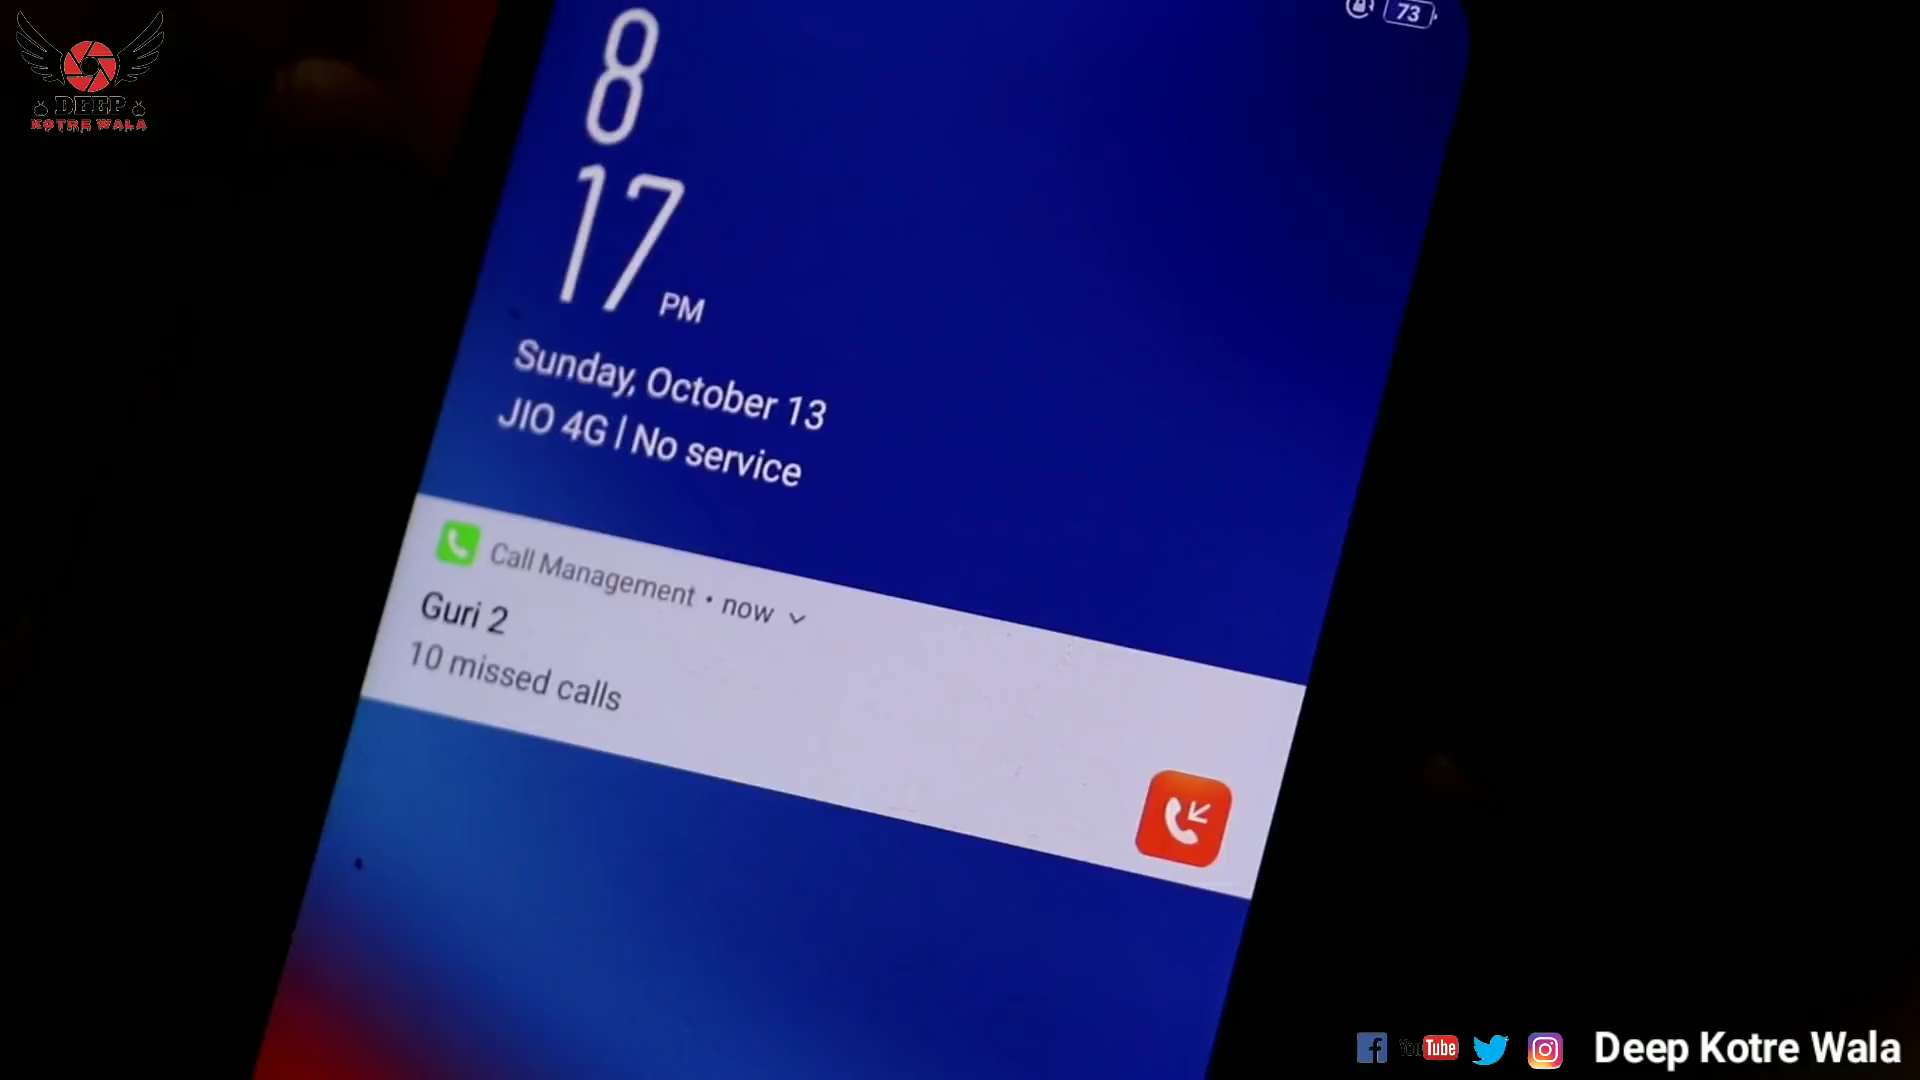 DEEP
KOTRE WALA
73
8
17 PM
Sunday, October 13
JIO 4G | No service
Call Management • now
Guri 2
10 missed calls
YouTube
Deep Kotre Wala